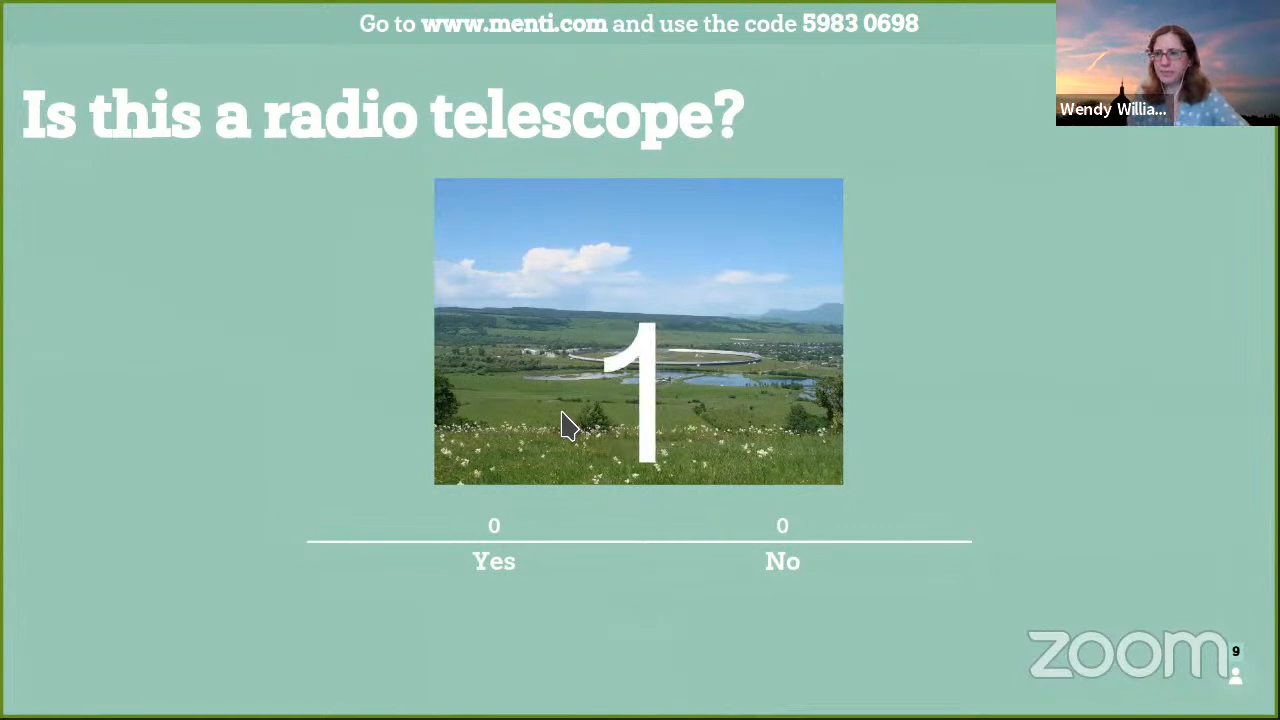 Go to www.menti.com and use the code 5983 0698
Wendy Willia...
Is this a radio telescope?
1
0 0
Yes No
zoom
9